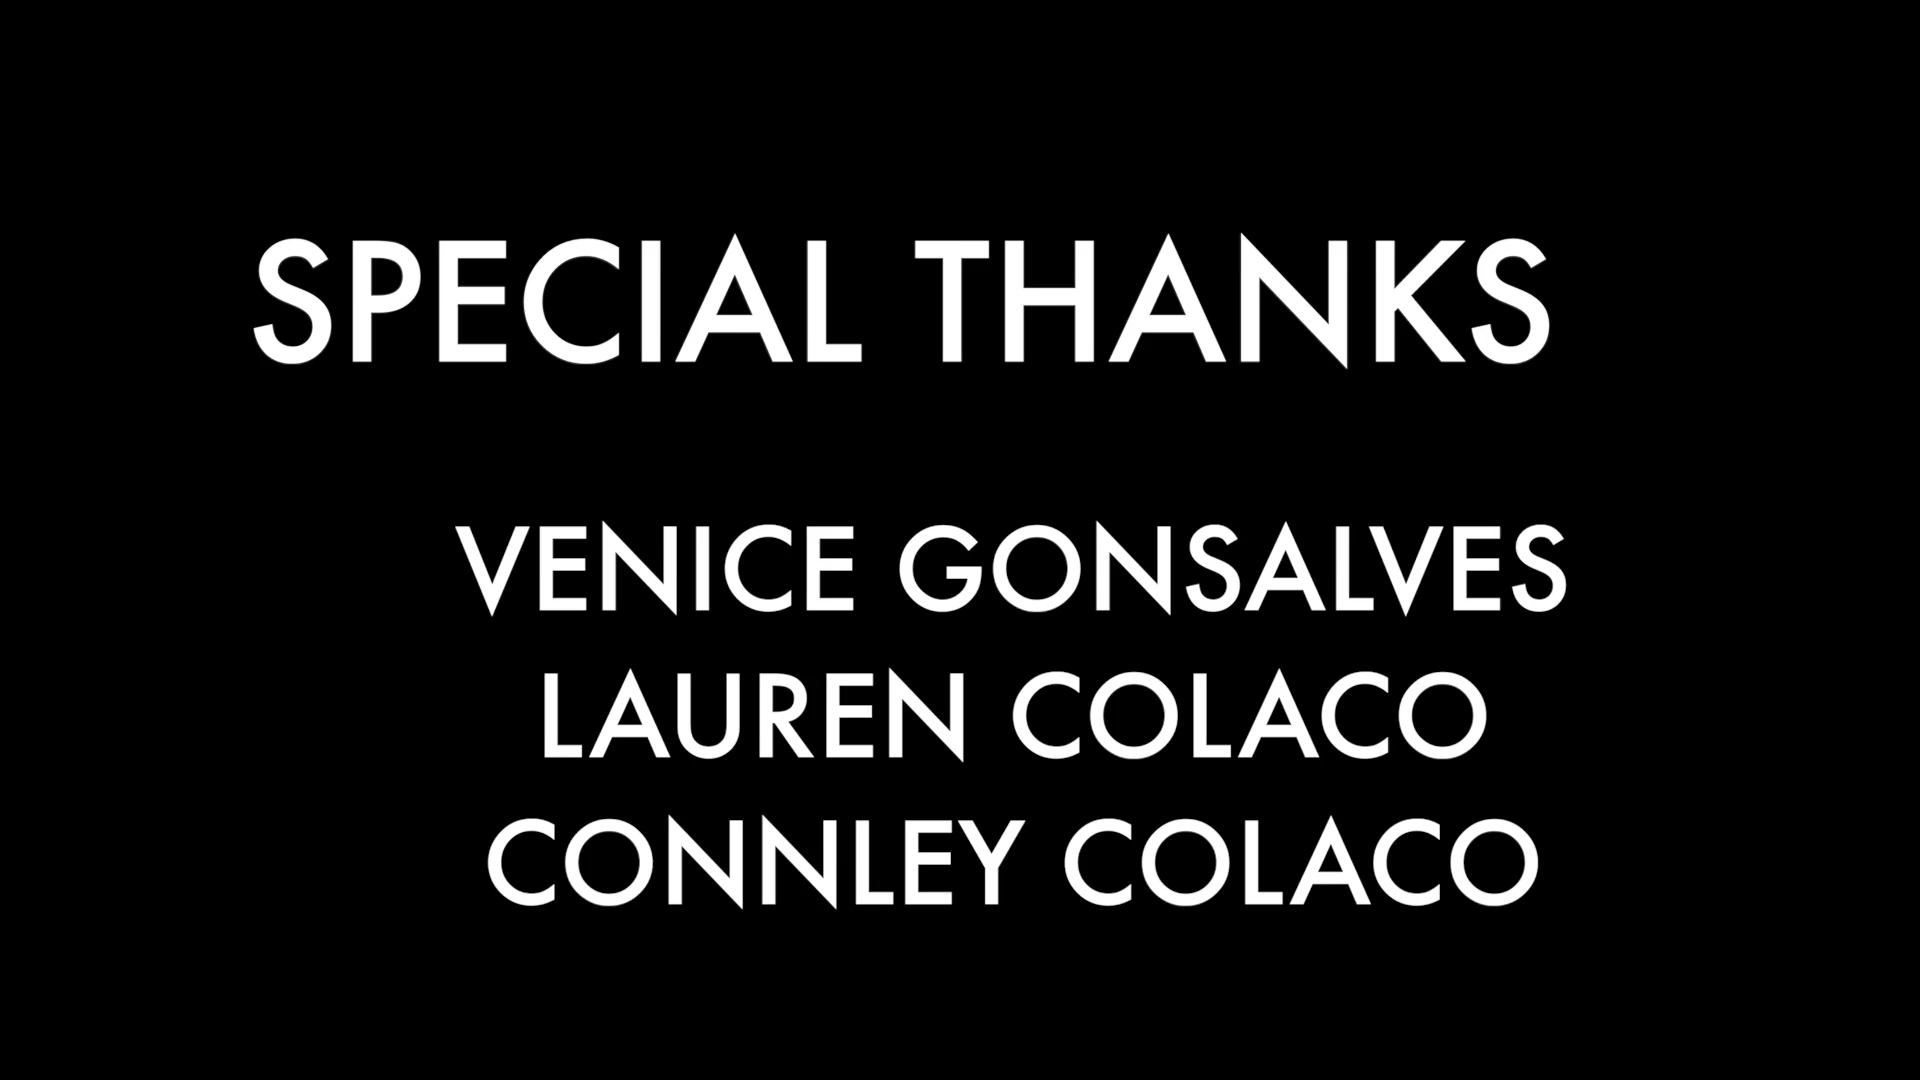 SPECIAL THANKS
VENICE GONSALVES
LAUREN COLACO
CONNLEY COLACO